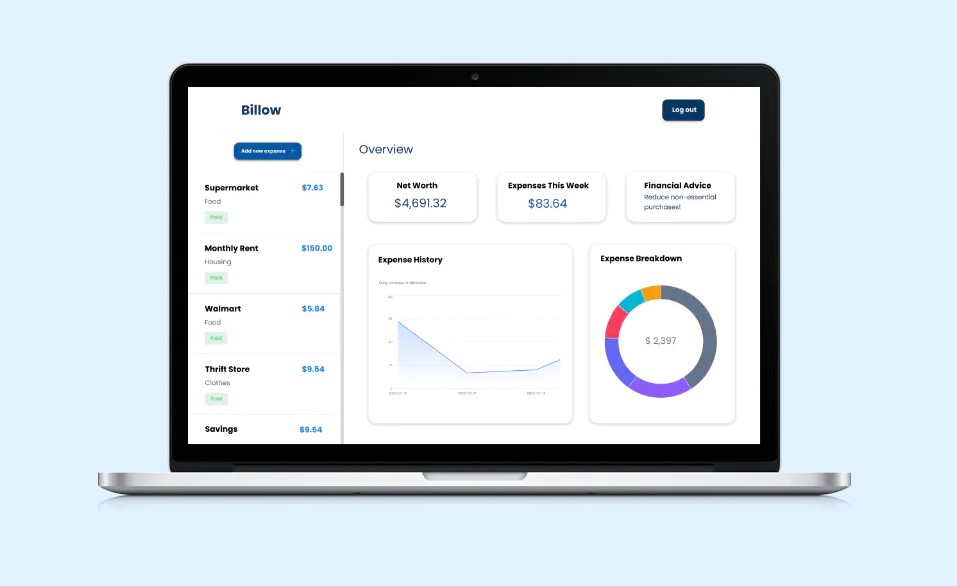 Billow
Log out
Add new expense +
Supermarket $7.63
Food
Paid
Monthly Rent $150.00
Housing
Paid
Walmart $5.84
Food
Paid
Thrift Store $9.54
Clothes
Paid
Savings $9.54
Overview
Net Worth
$4,691.32
Expenses This Week
$83.64
Financial Advice
Reduce non-essential
purchases!
Expense History
Expense Breakdown
$ 2,397